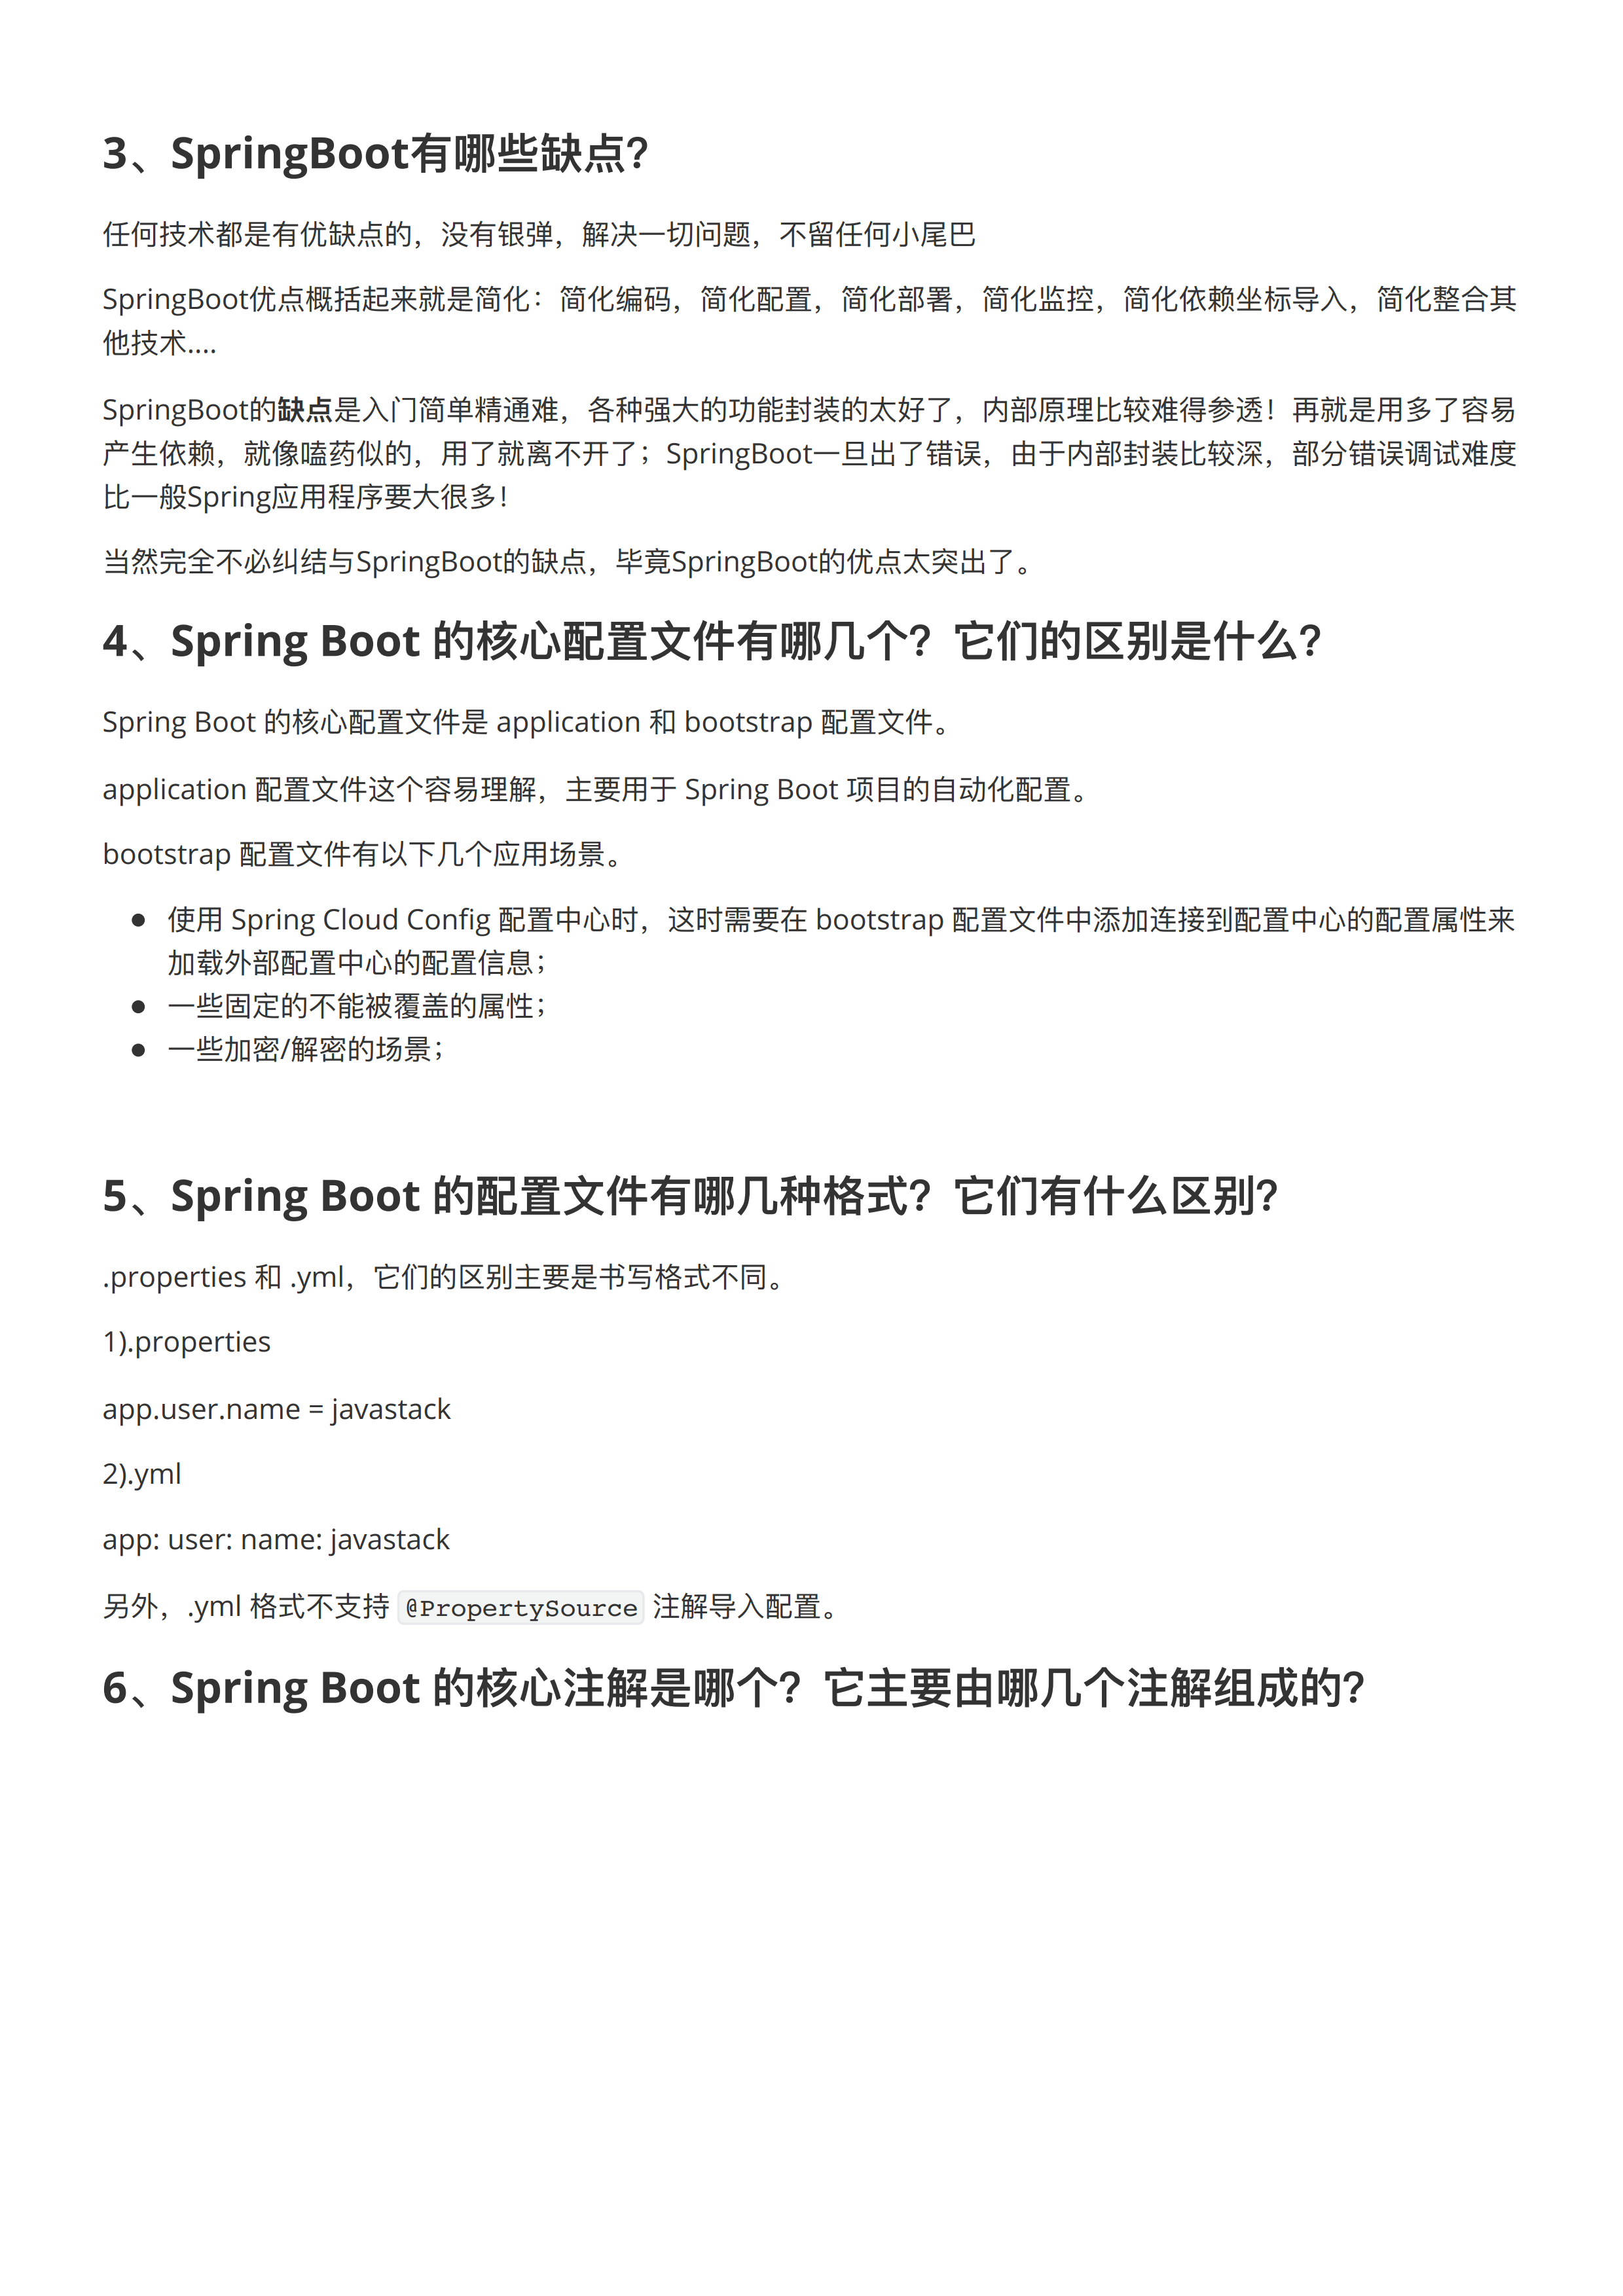 3、SpringBoot有哪些缺点？
任何技术都是有优缺点的，没有银弹，解决一切问题，不留任何小尾巴
SpringBoot优点概括起来就是简化：简化编码，简化配置，简化部署，简化监控，简化依赖坐标导入，简化整合其
他技术....
SpringBoot的缺点是入门简单精通难，各种强大的功能封装的太好了，内部原理比较难得参透！再就是用多了容易
产生依赖，就像嗑药似的，用了就离不开了；SpringBoot一旦出了错误，由于内部封装比较深，部分错误调试难度
比一般Spring应用程序要大很多！
当然完全不必纠结与SpringBoot的缺点，毕竟SpringBoot的优点太突出了。
4、Spring Boot 的核心配置文件有哪几个？它们的区别是什么？
Spring Boot 的核心配置文件是 application 和 bootstrap 配置文件。
application 配置文件这个容易理解，主要用于 Spring Boot 项目的自动化配置。
bootstrap 配置文件有以下几个应用场景。
● 使用 Spring Cloud Config 配置中心时，这时需要在 bootstrap 配置文件中添加连接到配置中心的配置属性来
加载外部配置中心的配置信息；
● 一些固定的不能被覆盖的属性；
● 一些加密/解密的场景；
5、Spring Boot 的配置文件有哪几种格式？它们有什么区别？
.properties 和 .yml，它们的区别主要是书写格式不同。
1).properties
app.user.name = javastack
2).yml
app: user: name: javastack
另外，.yml 格式不支持 @PropertySource 注解导入配置。
6、Spring Boot 的核心注解是哪个？它主要由哪几个注解组成的？